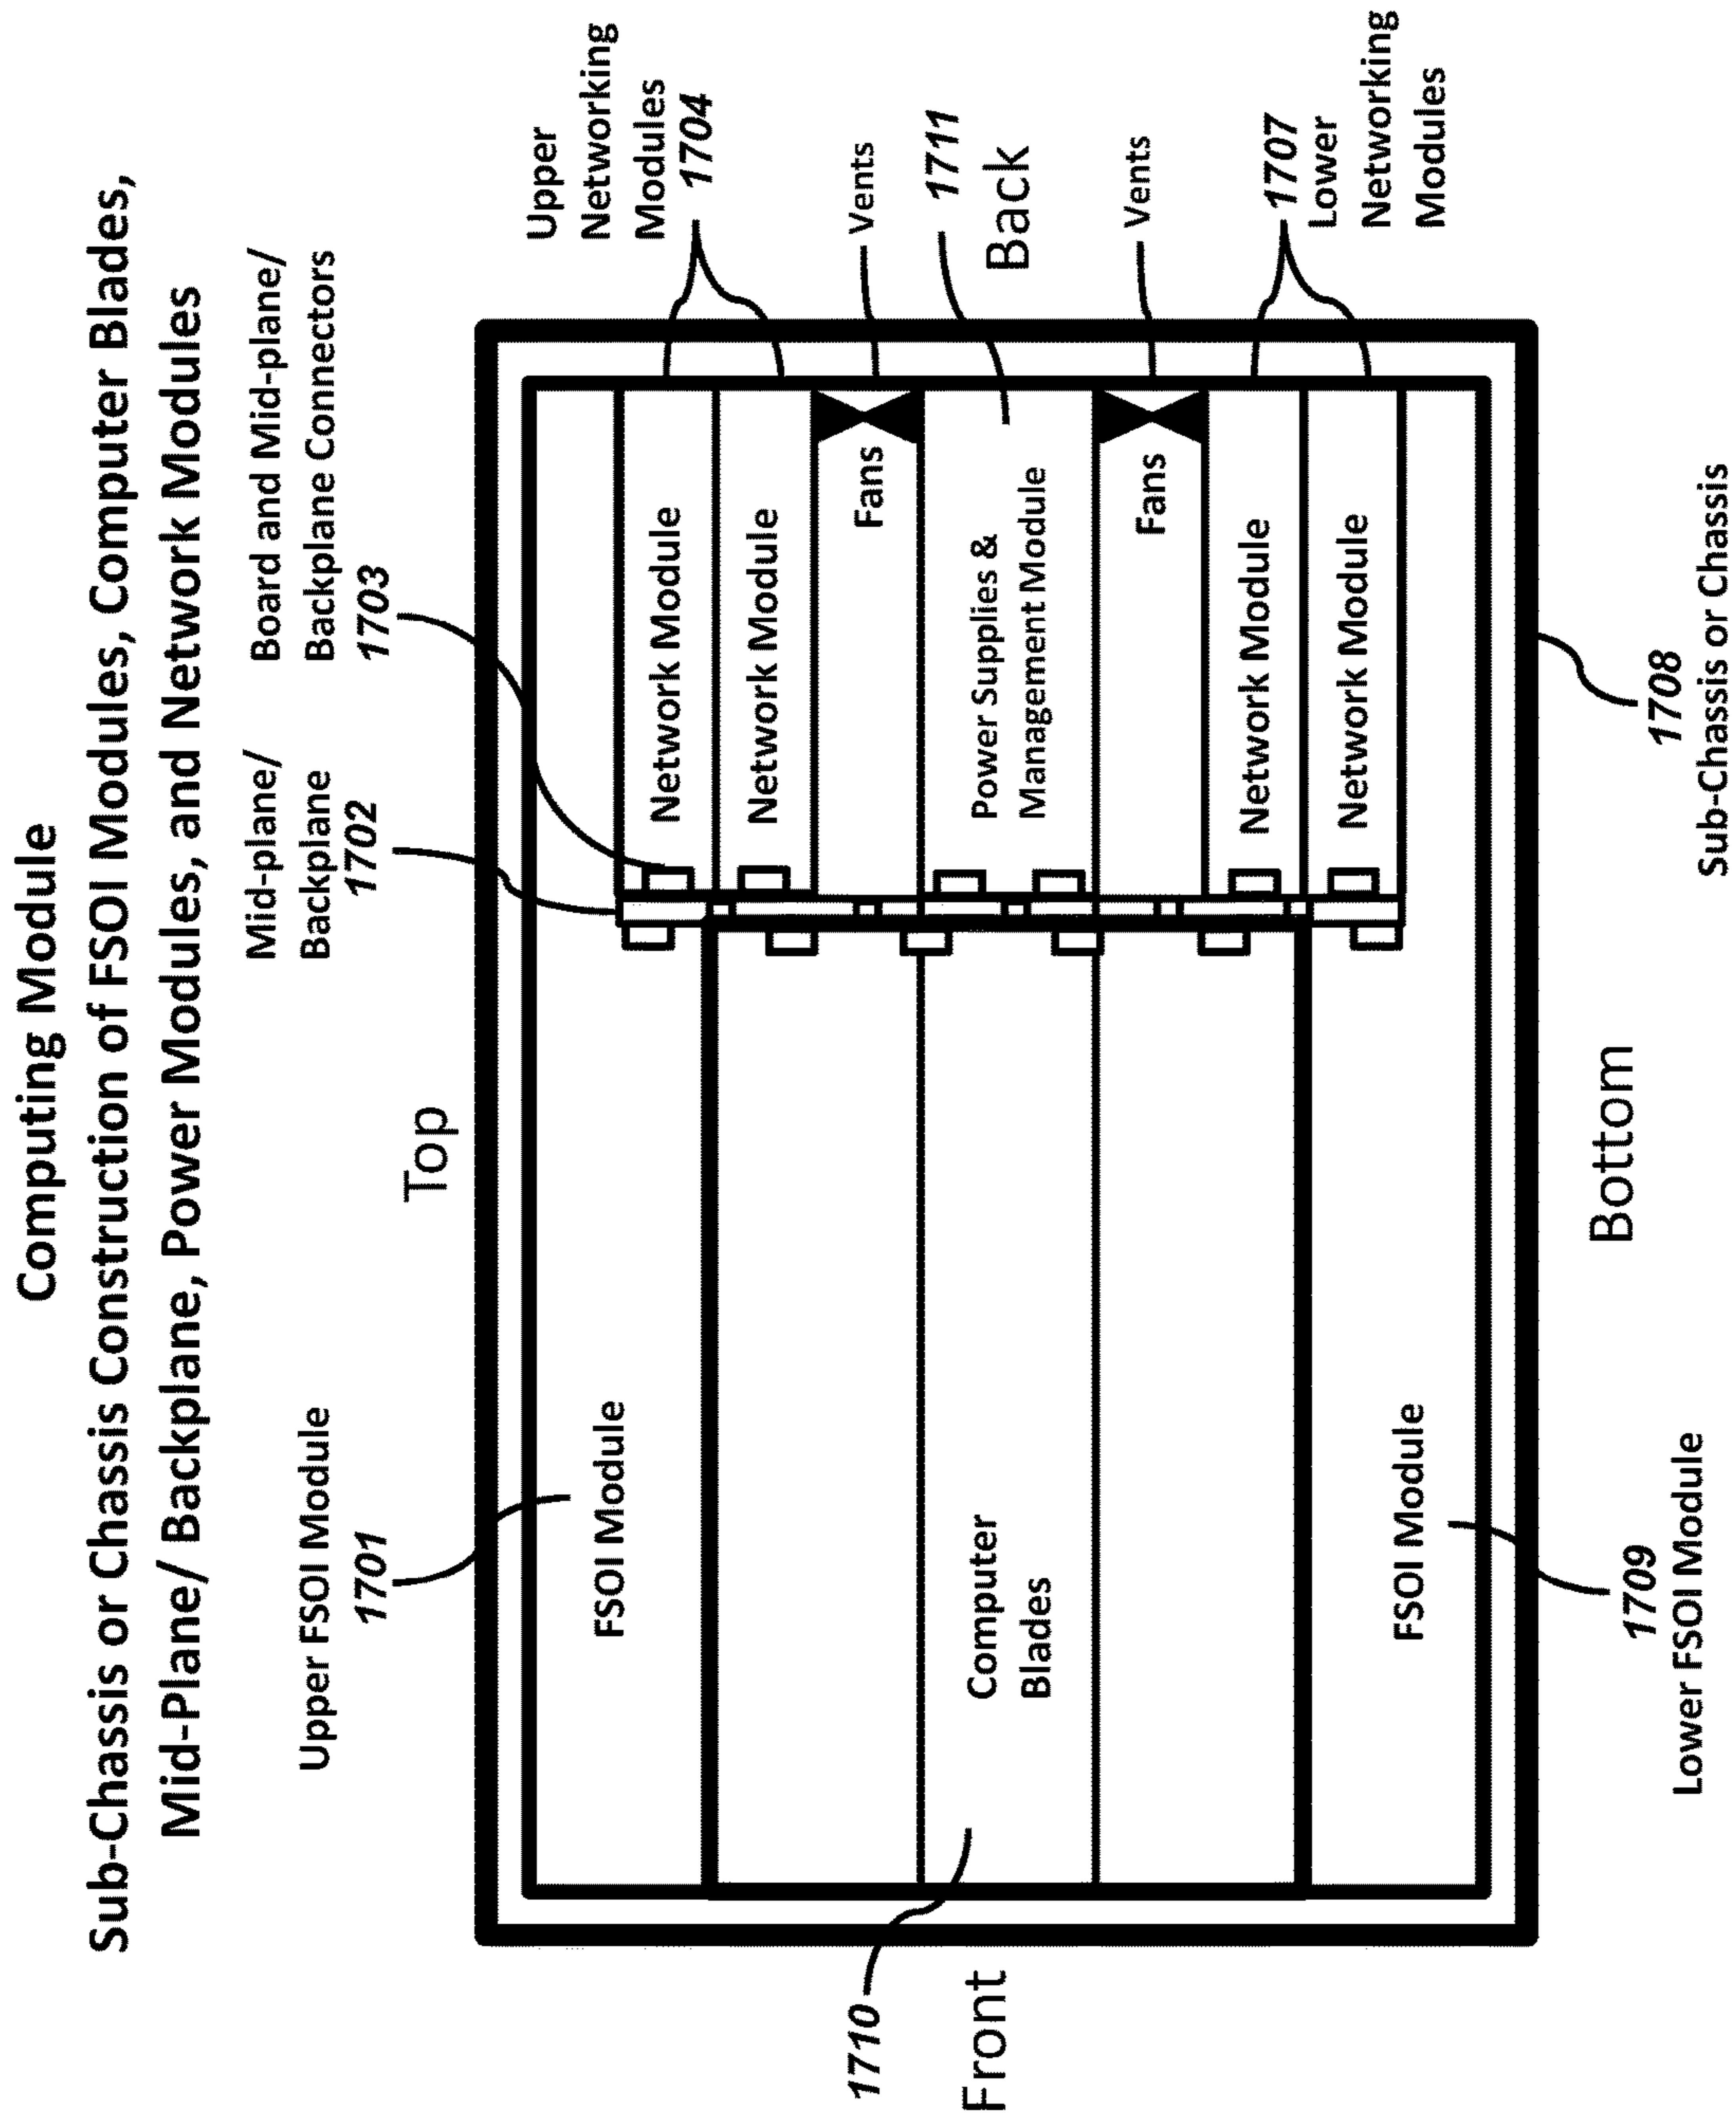 Computing Module
Sub-Chassis or Chassis Construction of FSOI Modules, Computer Blades,
Mid-Plane/ Backplane, Power Modules, and Network Modules
Upper FSOI Module
1701
Mid-plane/
Backplane
1702
Board and Mid-plane/
Backplane Connectors
1703
Top
Upper
Networking
Modules
1704
FSOI Module
Network Module
Network Module
Vents
Fans
1710
Front
Computer
Blades
Power Supplies &
Management Module
1711
Back
Fans
Vents
Network Module
Network Module
1707
Lower
Networking
Modules
FSOI Module
Bottom
1709
Lower FSOI Module
1708
Sub-Chassis or Chassis